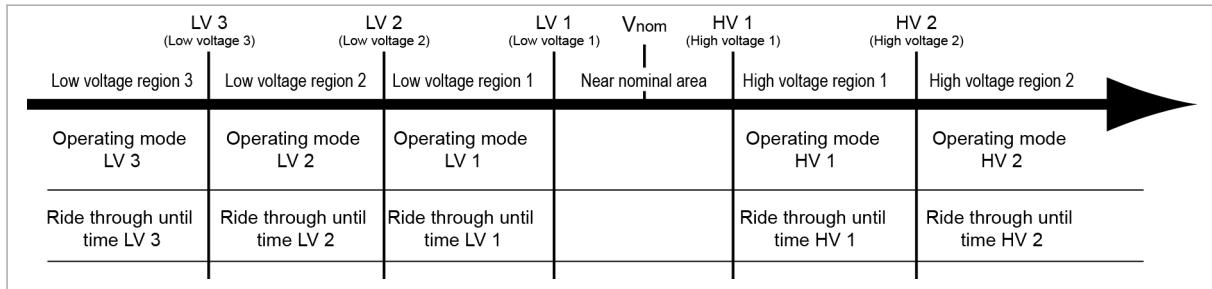 LV 3 LV 2 LV 1 Vnom HV 1 HV 2
(Low voltage 3) (Low voltage 2) (Low voltage 1) (High voltage 1) (High voltage 2)
Low voltage region 3 Low voltage region 2 Low voltage region 1 Near nominal area High voltage region 1 High voltage region 2
Operating mode Operating mode Operating mode Operating mode Operating mode
LV 3 LV 2 LV 1 HV 1 HV 2
Ride through until Ride through until Ride through until Ride through until Ride through until
time LV 3 time LV 2 time LV 1 time HV 1 time HV 2